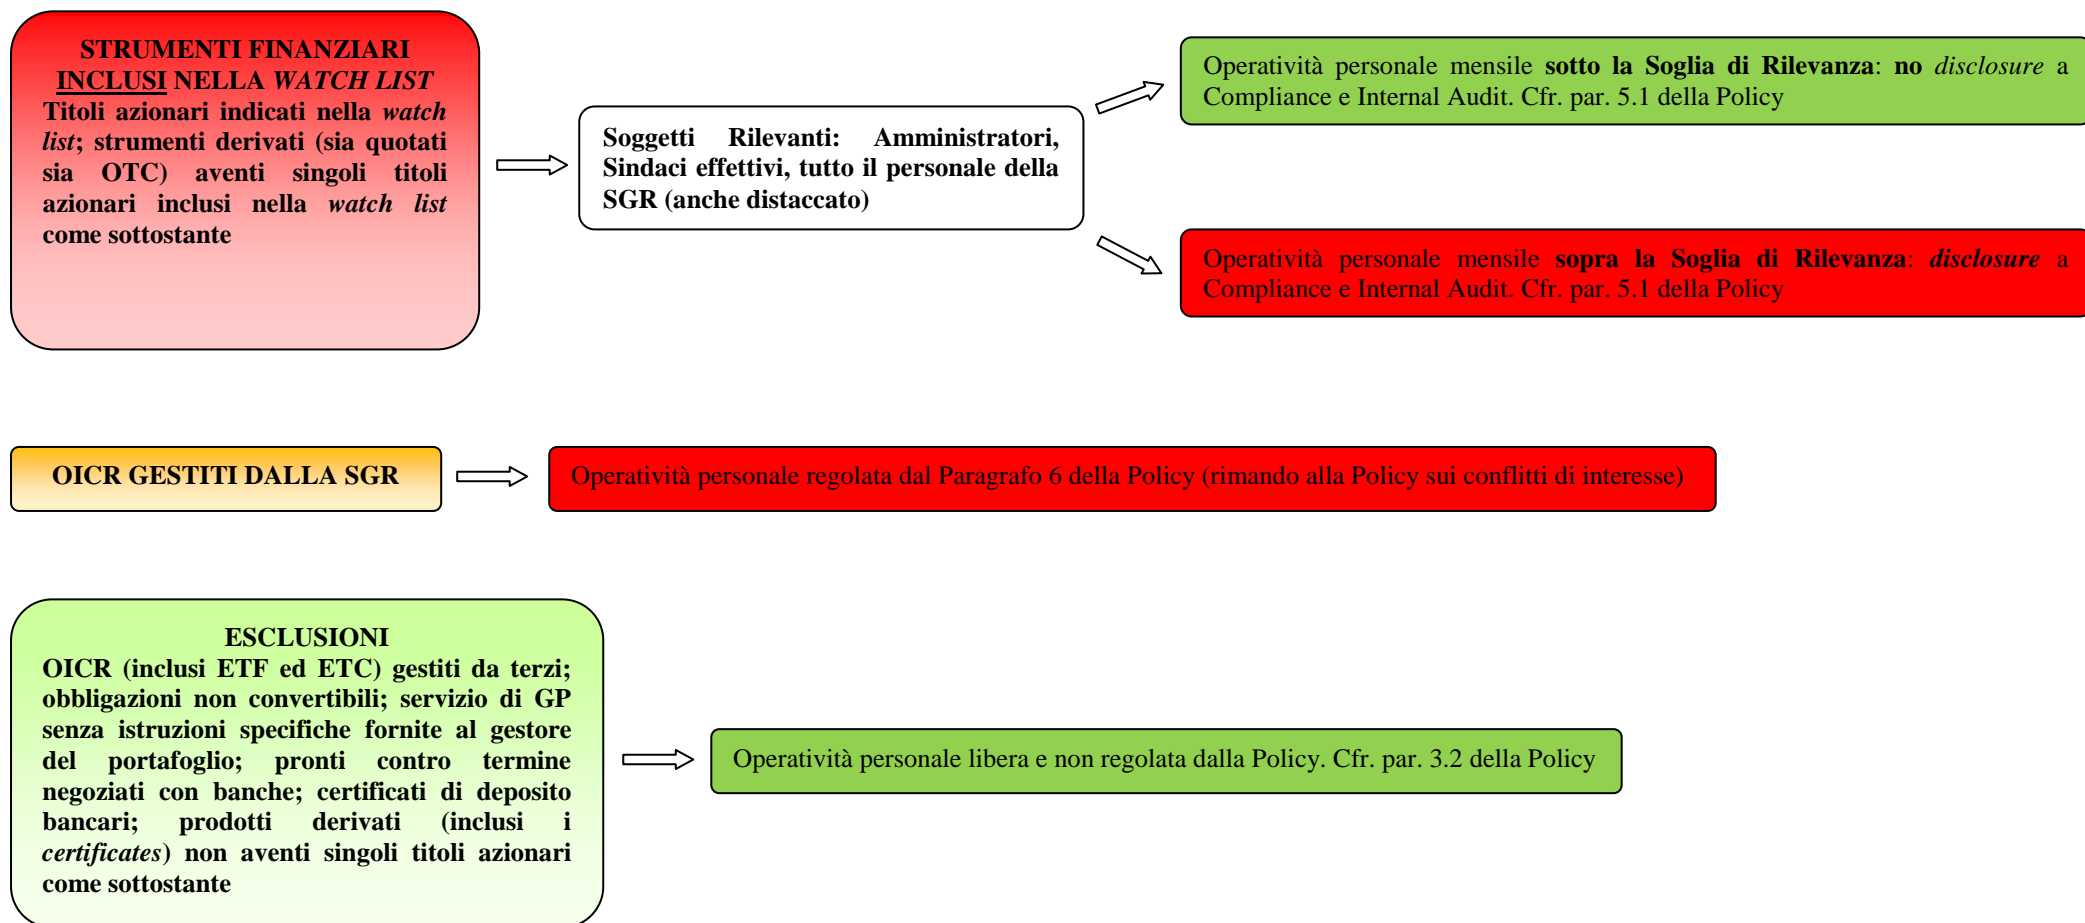 STRUMENTI FINANZIARI
INCLUSI NELLA WATCH LIST
Titoli azionari indicati nella watch
list; strumenti derivati (sia quotati
sia OTC) aventi singoli titoli
azionari inclusi nella watch list
come sottostante
Soggetti Rilevanti: Amministratori,
Sindaci effettivi, tutto il personale della
SGR (anche distaccato)
Operatività personale mensile sotto la Soglia di Rilevanza: no disclosure a
Compliance e Internal Audit. Cfr. par. 5.1 della Policy
Operatività personale mensile sopra la Soglia di Rilevanza: disclosure a
Compliance e Internal Audit. Cfr. par. 5.1 della Policy
OICR GESTITI DALLA SGR
Operatività personale regolata dal Paragrafo 6 della Policy (rimando alla Policy sui conflitti di interesse)
ESCLUSIONI
OICR (inclusi ETF ed ETC) gestiti da terzi;
obbligazioni non convertibili; servizio di GP
senza istruzioni specifiche fornite al gestore
del portafoglio; pronti contro termine
negoziati con banche; certificati di deposito
bancari; prodotti derivati (inclusi i
certificates) non aventi singoli titoli azionari
come sottostante
Operatività personale libera e non regolata dalla Policy. Cfr. par. 3.2 della Policy